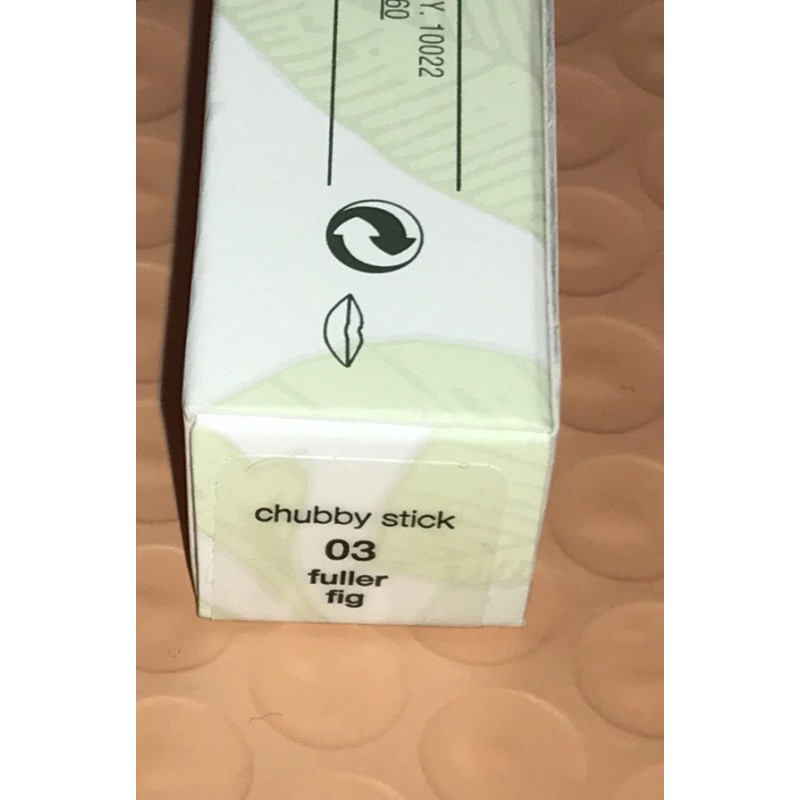 Y, 10022
60
chubby stick
03
fuller
fig